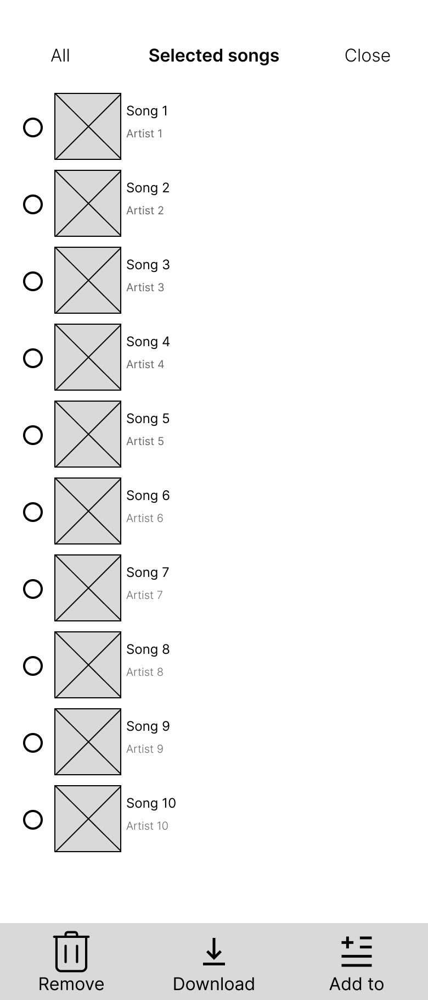 All Selected songs Close
Song 1
Artist 1
Song 2
Artist 2
Song 3
Artist 3
Song 4
Artist 4
Song 5
Artist 5
Song 6
Artist 6
Song 7
Artist 7
Song 8
Artist 8
Song 9
Artist 9
Song 10
Artist 10
Remove Download Add to